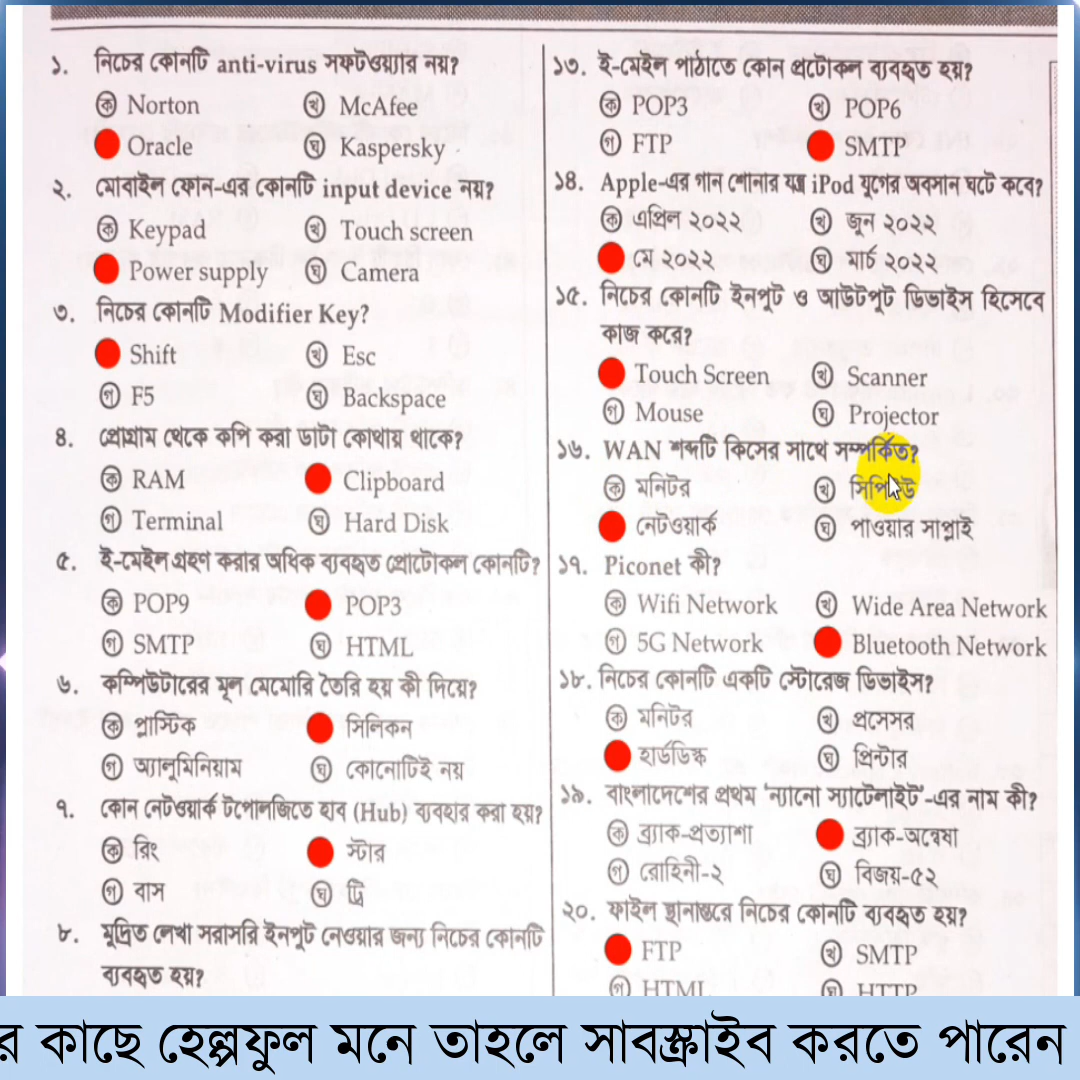 ১. নিচের কোনটি anti-virus সফটওয়্যার নয়?
ক Norton খ McAfee
Oracle ঘ Kaspersky
২. মোবাইল ফোন-এর কোনটি input device নয়?
ক Keypad খ Touch screen
Power supply ঘ Camera
৩. নিচের কোনটি Modifier Key?
Shift খ Esc
গ F5 ঘ Backspace
৪. প্রোগ্রাম থেকে কপি করা ডাটা কোথায় থাকে?
ক RAM Clipboard
গ Terminal ঘ Hard Disk
৫. ই-মেইল গ্রহণ করার অধিক ব্যবহৃত প্রোটোকল কোনটি?
ক POP9 POP3
গ SMTP ঘ HTML
৬. কম্পিউটারের মূল মেমোরি তৈরি হয় কী দিয়ে?
ক প্লাস্টিক সিলিকন
গ অ্যালুমিনিয়াম ঘ কোনোটিই নয়
৭. কোন নেটওয়ার্ক টপোলজিতে হাব (Hub) ব্যবহার করা হয়?
ক রিং স্টার
গ বাস ঘ ট্রি
৮. মুদ্রিত লেখা সরাসরি ইনপুট নেওয়ার জন্য নিচের কোনটি
ব্যবহৃত হয়?
১৩. ই-মেইল পাঠাতে কোন প্রটোকল ব্যবহৃত হয়?
ক POP3 খ POP6
গ FTP SMTP
১৪. Apple-এর গান শোনার যন্ত্র iPod যুগের অবসান ঘটে কবে?
ক এপ্রিল ২০২২ খ জুন ২০২২
মে ২০২২ ঘ মার্চ ২০২২
১৫. নিচের কোনটি ইনপুট ও আউটপুট ডিভাইস হিসেবে
কাজ করে?
Touch Screen খ Scanner
গ Mouse ঘ Projector
১৬. WAN শব্দটি কিসের সাথে সম্পর্কিত?
ক মনিটর খ সিপিইউ
নেটওয়ার্ক ঘ পাওয়ার সাপ্লাই
১৭. Piconet কী?
ক Wifi Network খ Wide Area Network
গ 5G Network Bluetooth Network
১৮. নিচের কোনটি একটি স্টোরেজ ডিভাইস?
ক মনিটর খ প্রসেসর
হার্ডডিস্ক ঘ প্রিন্টার
১৯. বাংলাদেশের প্রথম 'ন্যানো স্যাটেলাইট'-এর নাম কী?
ক ব্র্যাক-প্রত্যাশা ব্র্যাক-অন্বেষা
গ রোহিনী-২ ঘ বিজয়-৫২
২০. ফাইল স্থানান্তরে নিচের কোনটি ব্যবহৃত হয়?
FTP খ SMTP
গ HTML ঘ HTTP
র কাছে হেল্পফুল মনে তাহলে সাবস্ক্রাইব করতে পারেন